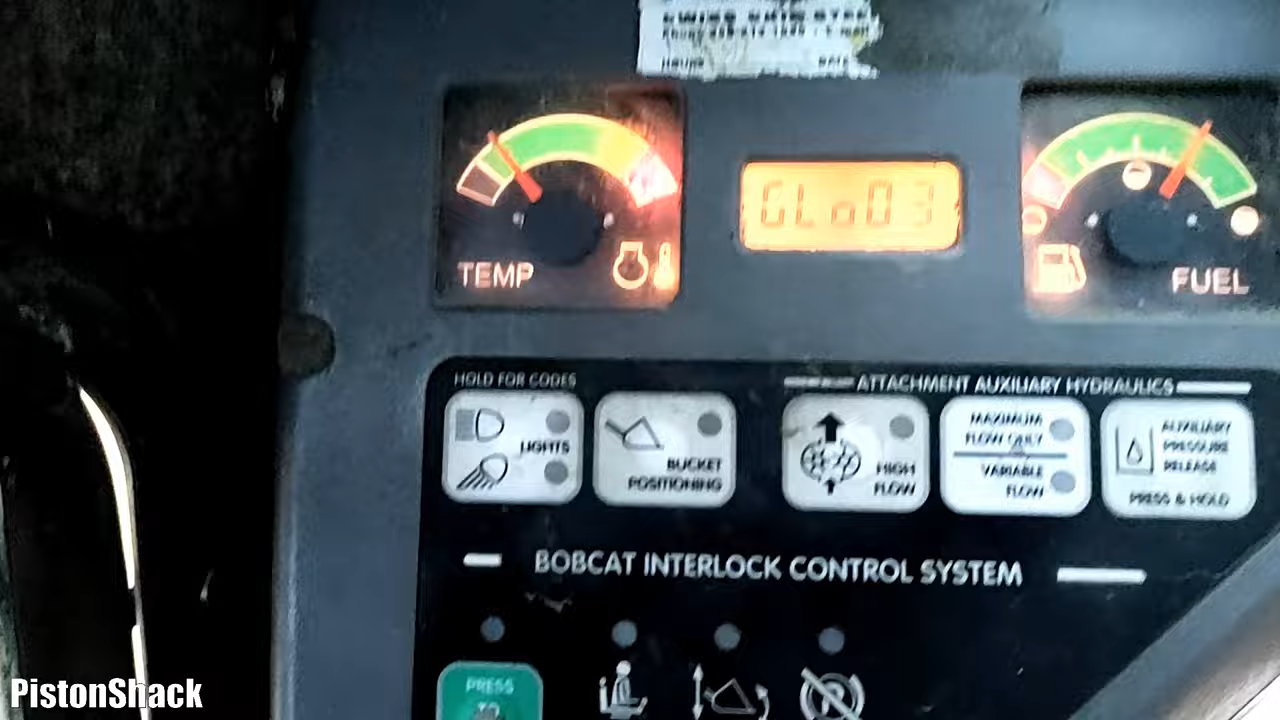 TEMP
GLo03
FUEL
HOLD FOR CODES
ATTACHMENT AUXILIARY HYDRAULICS
LIGHTS
BUCKET
POSITIONING
HIGH
FLOW
MAXIMUM
FLOW ONLY
VARIABLE
FLOW
AUXILIARY
PRESSURE
RELEASE
PRESS & HOLD
BOBCAT INTERLOCK CONTROL SYSTEM
PRESS
TO
PistonShack